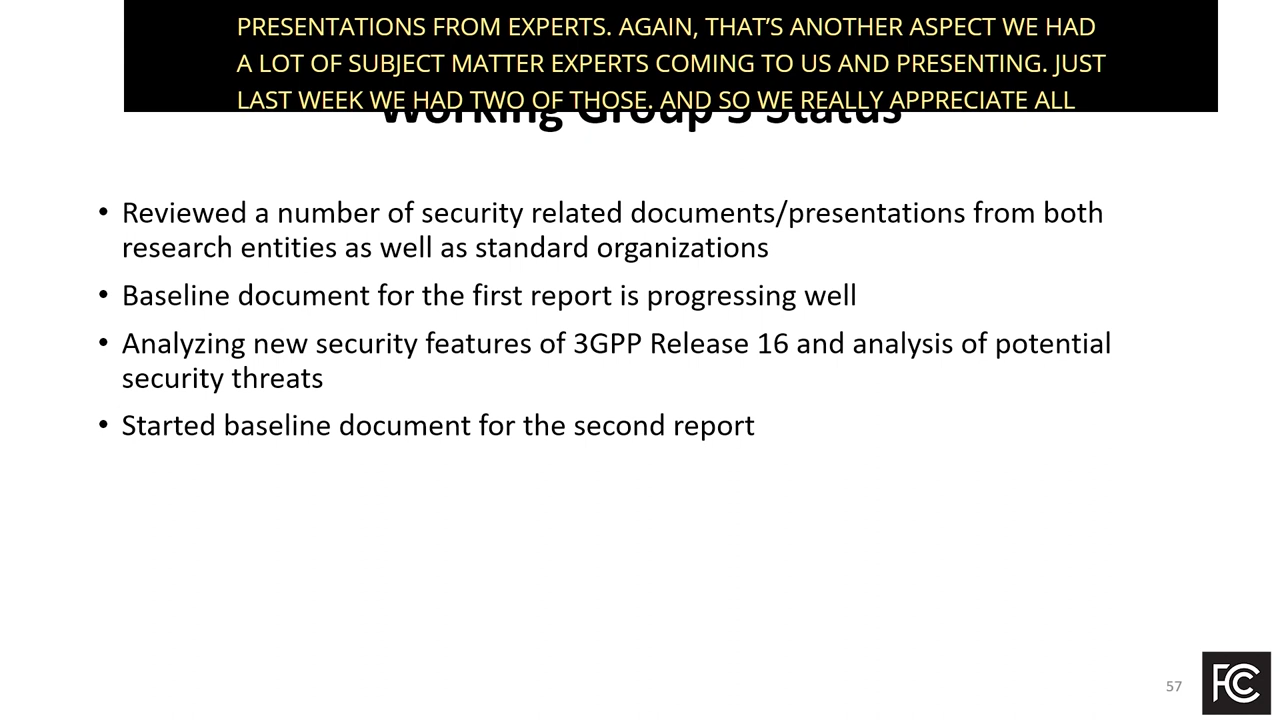 PRESENTATIONS FROM EXPERTS. AGAIN, THAT'S ANOTHER ASPECT WE HAD
A LOT OF SUBJECT MATTER EXPERTS COMING TO US AND PRESENTING. JUST
LAST WEEK WE HAD TWO OF THOSE. AND SO WE REALLY APPRECIATE ALL
Working Group Status
• Reviewed a number of security related documents/presentations from both
research entities as well as standard organizations
• Baseline document for the first report is progressing well
• Analyzing new security features of 3GPP Release 16 and analysis of potential
security threats
• Started baseline document for the second report
57
FCC